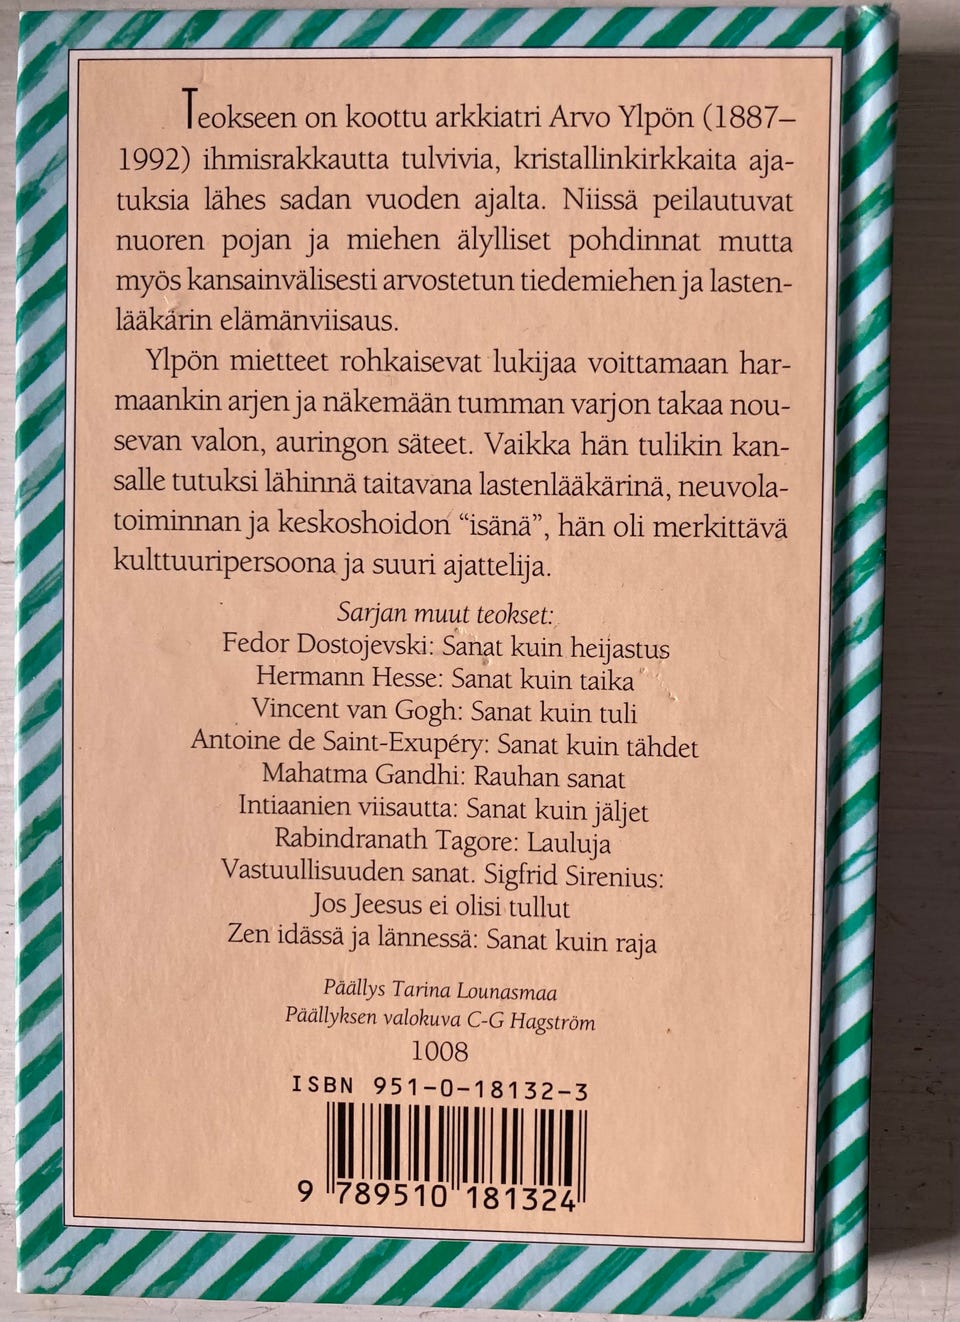 Teokseen on koottu arkkiatri Arvo Ylpön (1887–
1992) ihmisrakkautta tulvivia, kristallinkirkkaita aja-
tuksia lähes sadan vuoden ajalta. Niissä peilautuvat
nuoren pojan ja miehen älylliset pohdinnat mutta
myös kansainvälisesti arvostetun tiedemiehen ja lasten-
lääkärin elämänviisaus.
Ylpön mietteet rohkaisevat lukijaa voittamaan har-
maankin arjen ja näkemään tumman varjon takaa nou-
sevan valon, auringon säteet. Vaikka hän tulikin kan-
salle tutuksi lähinnä taitavana lastenlääkärinä, neuvola-
toiminnan ja keskoshoidon “isänä”, hän oli merkittävä
kulttuuripersoona ja suuri ajattelija.
Sarjan muut teokset:
Fedor Dostojevski: Sanat kuin heijastus
Hermann Hesse: Sanat kuin taika
Vincent van Gogh: Sanat kuin tuli
Antoine de Saint-Exupéry: Sanat kuin tähdet
Mahatma Gandhi: Rauhan sanat
Intiaanien viisautta: Sanat kuin jäljet
Rabindranath Tagore: Lauluja
Vastuullisuuden sanat. Sigfrid Sirenius:
Jos Jeesus ei olisi tullut
Zen idässä ja lännessä: Sanat kuin raja
Päällys Tarina Lounasmaa
Päällyksen valokuva C-G Hagström
1008
ISBN 951-0-18132-3
9 789510 181324